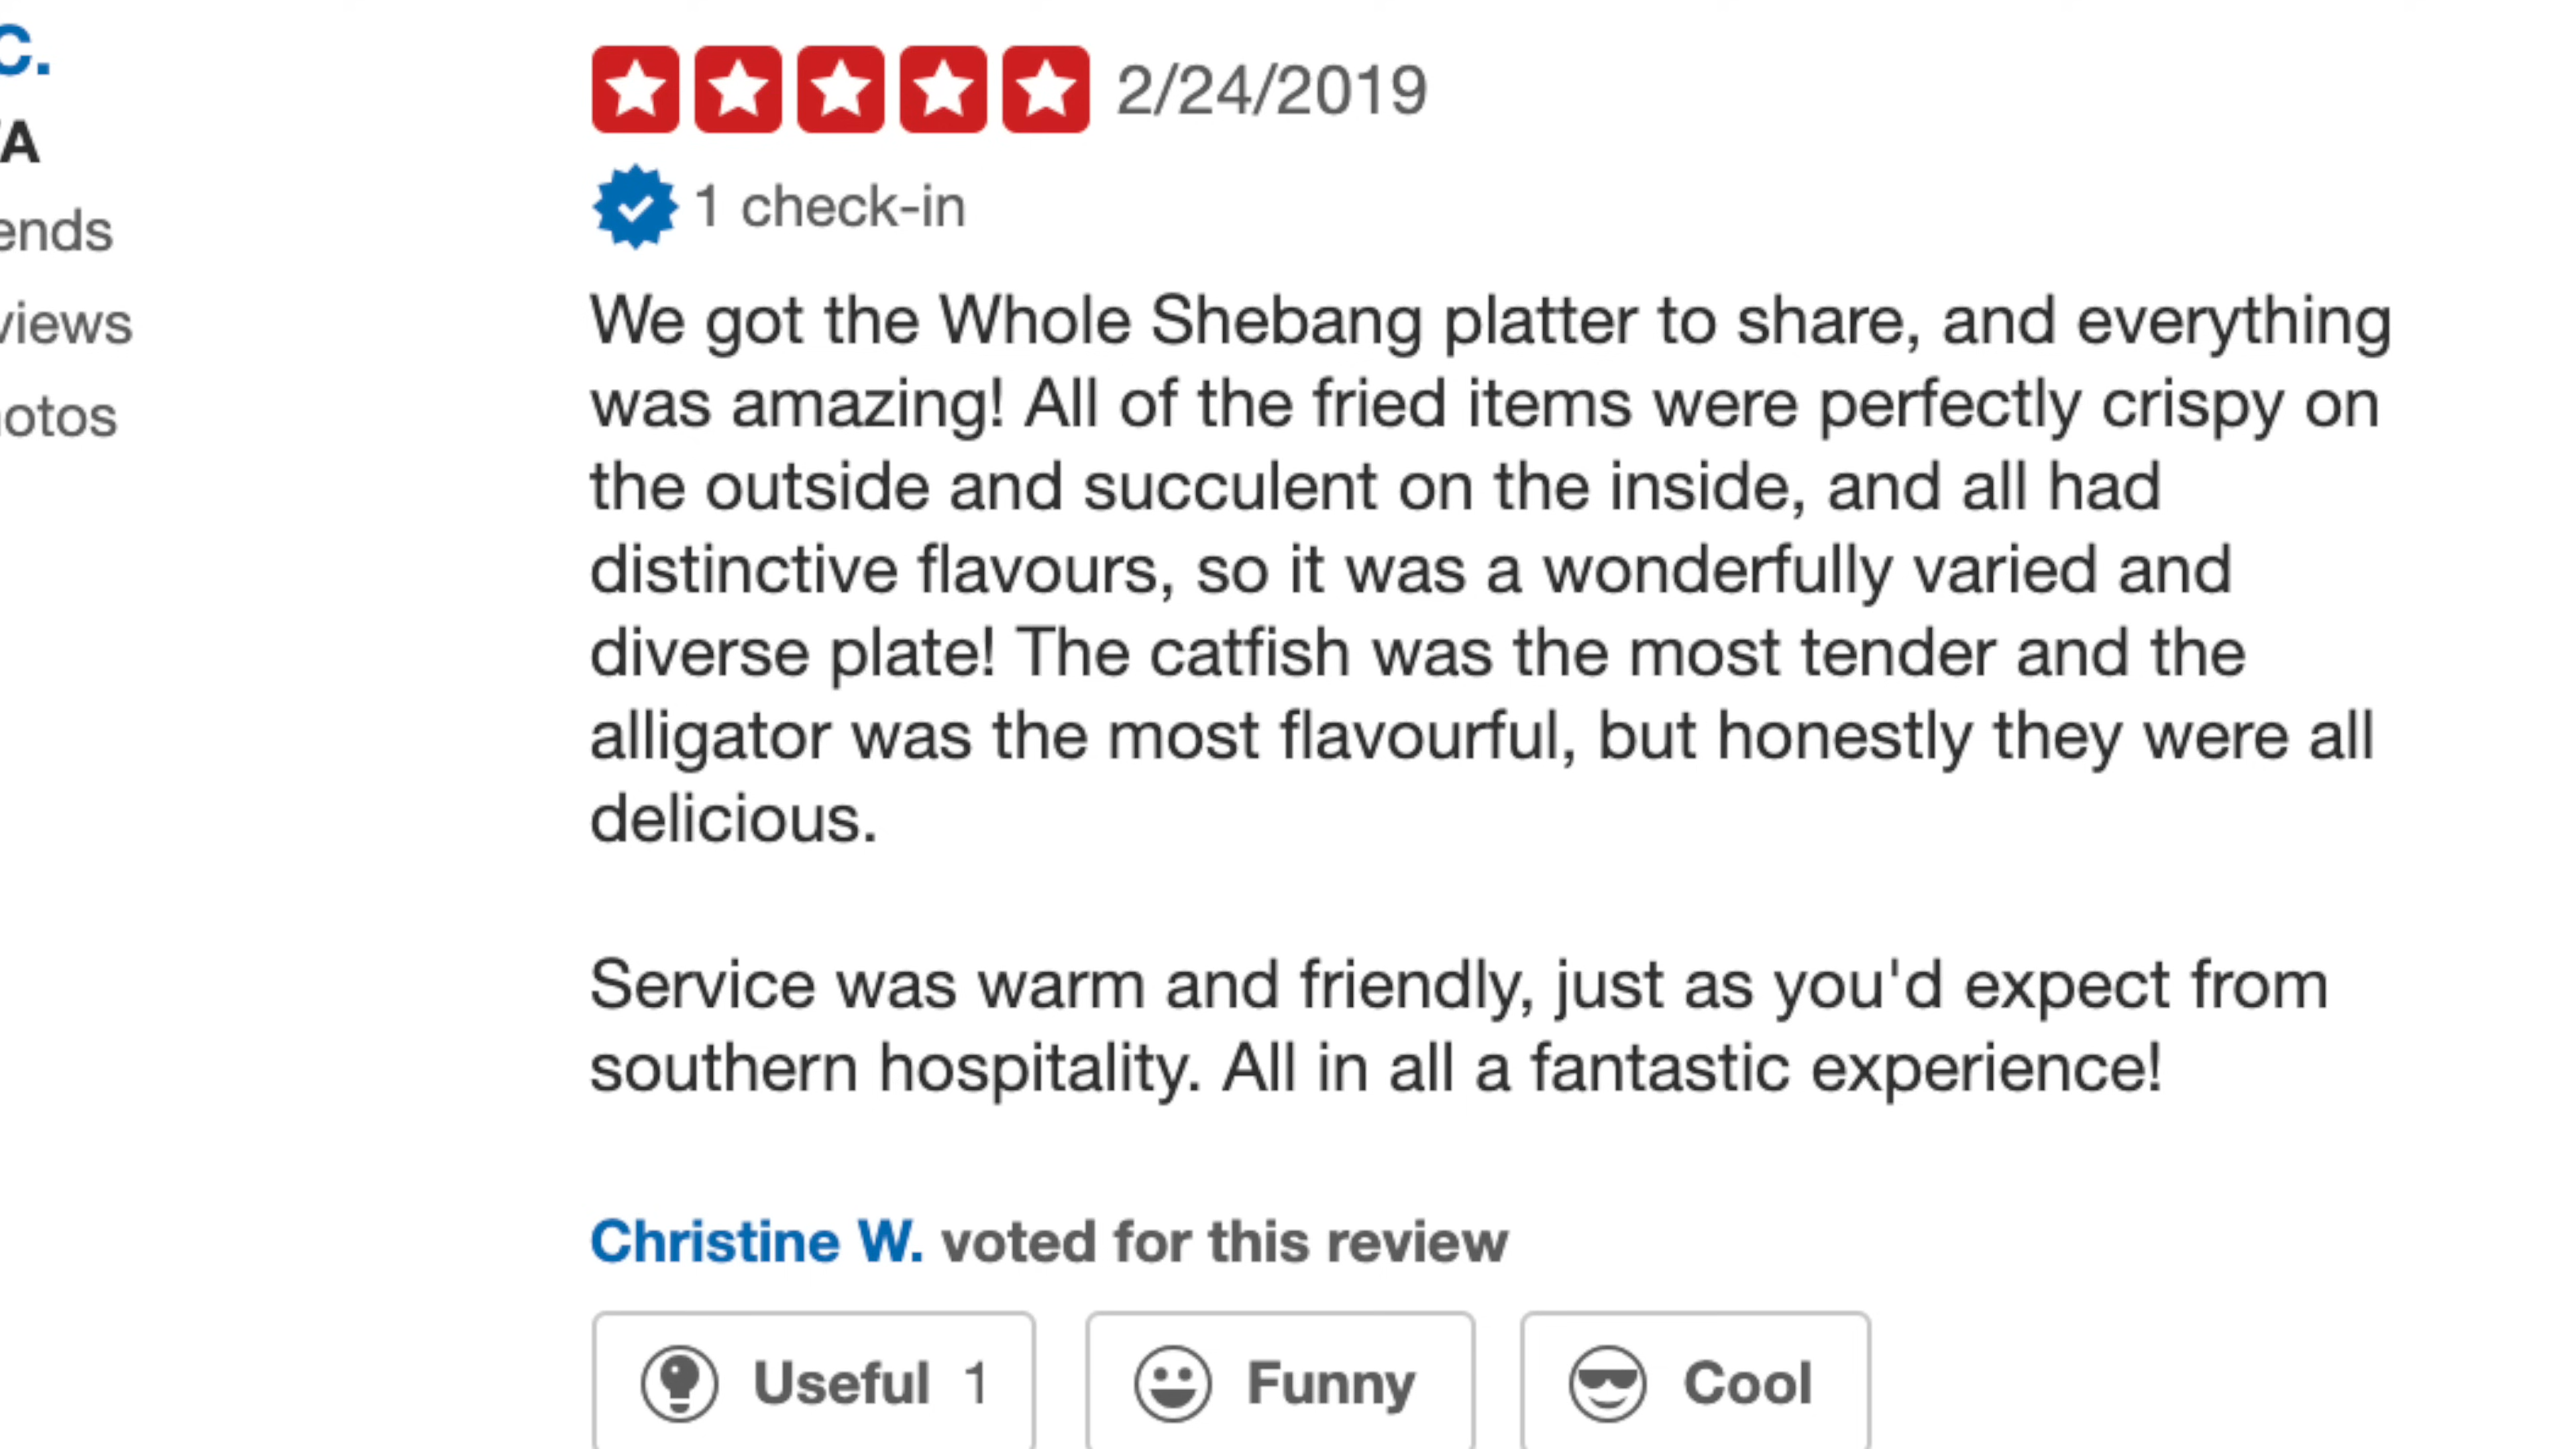 C.
A
ends
views
otos
2/24/2019
1 check-in
We got the Whole Shebang platter to share, and everything
was amazing! All of the fried items were perfectly crispy on
the outside and succulent on the inside, and all had
distinctive flavours, so it was a wonderfully varied and
diverse plate! The catfish was the most tender and the
alligator was the most flavourful, but honestly they were all
delicious.
Service was warm and friendly, just as you'd expect from
southern hospitality. All in all a fantastic experience!
Christine W. voted for this review
Useful 1
Funny
Cool